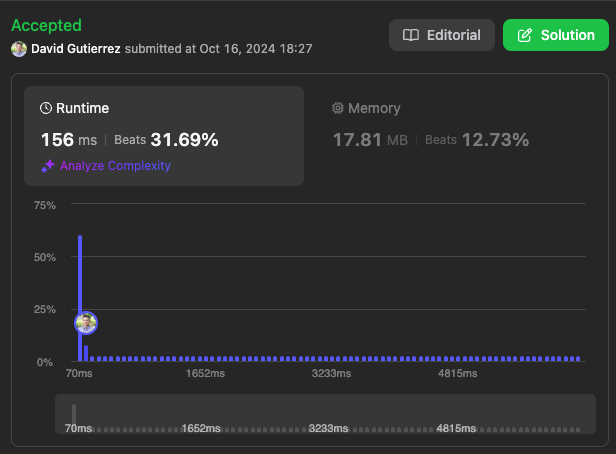 Accepted
David Gutierrez submitted at Oct 16, 2024 18:27
Editorial
Solution
Runtime
156 ms | Beats 31.69%
Analyze Complexity
Memory
17.81 MB | Beats 12.73%
75%
50%
25%
0%
70ms 1652ms 3233ms 4815ms
70ms 1652ms 3233ms 4815ms